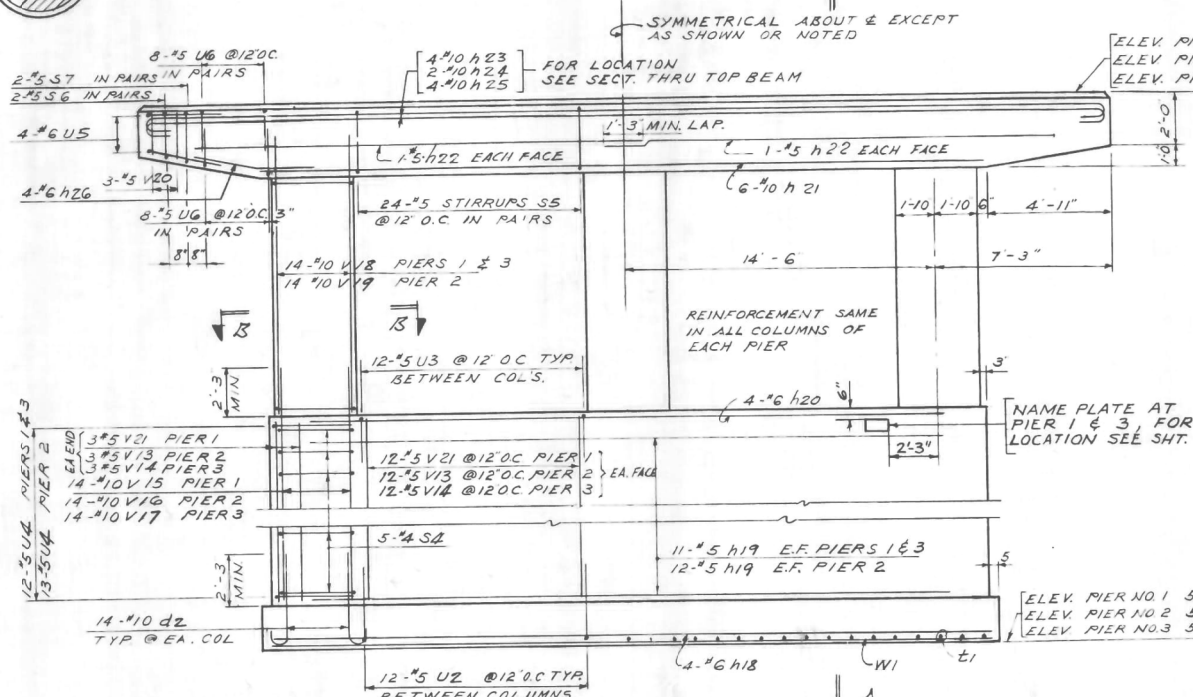 SYMMETRICAL ABOUT ℄ EXCEPT
AS SHOWN OR NOTED
8-#5 U6 @12"O.C.
IN PAIRS
2-#5 S7 IN PAIRS
2-#5 S6 IN PAIRS
4-#10 h23
2-#10 h24
4-#10 h25
FOR LOCATION
SEE SECT. THRU TOP BEAM
[ELEV. PI
ELEV. PI
ELEV. PI
4-#6 U5
1'-3" MIN. LAP.
2'-0
1'-0
1-#5 h22 EACH FACE
1-#5 h22 EACH FACE
3-#5 V20
4-#6 h26
6-#10 h21
8-#5 U6 @12"O.C. 3"
IN PAIRS
24-#5 STIRRUPS S5
@12" O.C. IN PAIRS
1'-10 1'-10 6" 4'-11"
8" 8"
14-#10 V18 PIERS 1 & 3
14-#10 V19 PIER 2
14'-6
7'-3"
B B
REINFORCEMENT SAME
IN ALL COLUMNS OF
EACH PIER
12-#5 U3 @12" O.C. TYP.
BETWEEN COL'S.
2'-3
MIN.
3"
4-#6 h20
6"
NAME PLATE AT
PIER 1 & 3, FOR
LOCATION SEE SHT.
2'-3"
EA END
3#5 V21 PIER 1
3#5 V13 PIER 2
3#5 V14 PIER 3
14-#10 V15 PIER 1
14-#10 V16 PIER 2
14-#10 V17 PIER 3
12-#5 V21 @12"O.C. PIER 1
12-#5 V13 @12"O.C. PIER 2
12-#5 V14 @12"O.C. PIER 3
EA. FACE
12-#5 U4 PIERS 1 & 3
13-#5 U4 PIER 2
5-#4 S4
11-#5 h19 E.F. PIERS 1 & 3
12-#5 h19 E.F. PIER 2
2'-3
MIN.
5
14-#10 d2
TYP. @ EA. COL
ELEV. PIER NO.1 5
ELEV. PIER NO.2 5
ELEV. PIER NO.3 5
4-#6 h18
W1
t1
12-#5 U2 @12"O.C TYP.
BETWEEN COLUMNS
A